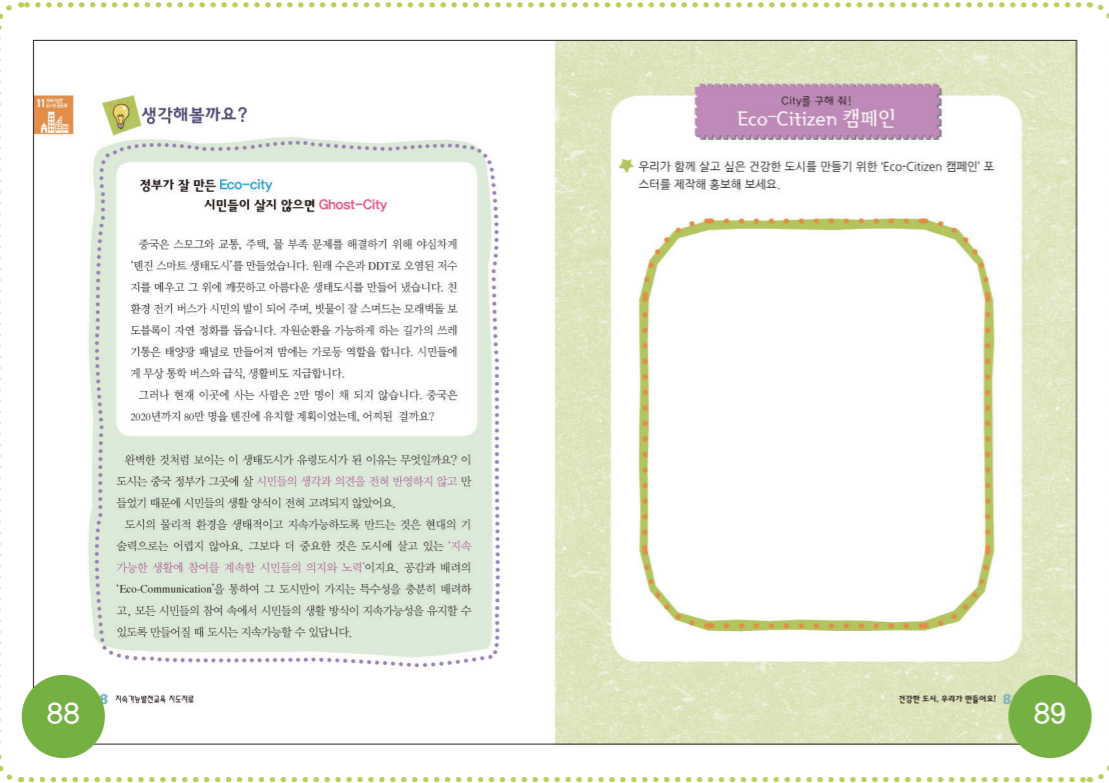 11
생각해볼까요?
정부가 잘 만든 Eco-city
시민들이 살지 않으면 Ghost-City
중국은 스모그와 교통, 주택, 물 부족 문제를 해결하기 위해 야심차게
'텐진 스마트 생태도시'를 만들었습니다. 원래 수은과 DDT로 오염된 저수
지를 메우고 그 위에 깨끗하고 아름다운 생태도시를 만들어 냈습니다. 친
환경 전기 버스가 시민의 발이 되어 주며, 빗물이 잘 스며드는 모래벽돌 보
도블록이 자연 정화를 돕습니다. 자원순환을 가능하게 하는 길가의 쓰레
기통은 태양광 패널로 만들어져 밤에는 가로등 역할을 합니다. 시민들에
게 무상 통학 버스와 급식, 생활비도 지급합니다.
그러나 현재 이곳에 사는 사람은 2만 명이 채 되지 않습니다. 중국은
2020년까지 80만 명을 텐진에 유치할 계획이었는데, 어찌된 걸까요?
완벽한 것처럼 보이는 이 생태도시가 유령도시가 된 이유는 무엇일까요? 이
도시는 중국 정부가 그곳에 살 시민들의 생각과 의견을 전혀 반영하지 않고 만
들었기 때문에 시민들의 생활 양식이 전혀 고려되지 않았어요.
도시의 물리적 환경을 생태적이고 지속가능하도록 만드는 것은 현대의 기
술력으로는 어렵지 않아요. 그보다 더 중요한 것은 도시에 살고 있는 '지속
가능한 생활에 참여를 계속할 시민들의 의지와 노력'이지요. 공감과 배려의
'Eco-Communication'을 통하여 그 도시만이 가지는 특수성을 충분히 배려하
고, 모든 시민들의 참여 속에서 시민들의 생활 방식이 지속가능성을 유지할 수
있도록 만들어질 때 도시는 지속가능할 수 있답니다.
88
지속가능발전교육 지도자료
City를 구해 줘!
Eco-Citizen 캠페인
우리가 함께 살고 싶은 건강한 도시를 만들기 위한 'Eco-Citizen 캠페인' 포
스터를 제작해 홍보해 보세요.
건강한 도시, 우리가 만들어요!
89